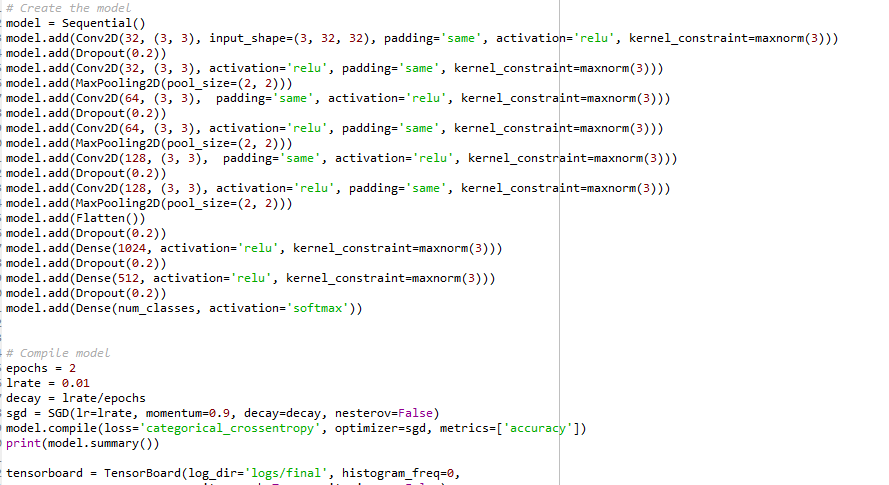 # Create the model
model = Sequential()
model.add(Conv2D(32, (3, 3), input_shape=(3, 32, 32), padding='same', activation='relu', kernel_constraint=maxnorm(3)))
model.add(Dropout(0.2))
model.add(Conv2D(32, (3, 3), activation='relu', padding='same', kernel_constraint=maxnorm(3)))
model.add(MaxPooling2D(pool_size=(2, 2)))
model.add(Conv2D(64, (3, 3),  padding='same', activation='relu', kernel_constraint=maxnorm(3)))
model.add(Dropout(0.2))
model.add(Conv2D(64, (3, 3), activation='relu', padding='same', kernel_constraint=maxnorm(3)))
model.add(MaxPooling2D(pool_size=(2, 2)))
model.add(Conv2D(128, (3, 3),  padding='same', activation='relu', kernel_constraint=maxnorm(3)))
model.add(Dropout(0.2))
model.add(Conv2D(128, (3, 3), activation='relu', padding='same', kernel_constraint=maxnorm(3)))
model.add(MaxPooling2D(pool_size=(2, 2)))
model.add(Flatten())
model.add(Dropout(0.2))
model.add(Dense(1024, activation='relu', kernel_constraint=maxnorm(3)))
model.add(Dropout(0.2))
model.add(Dense(512, activation='relu', kernel_constraint=maxnorm(3)))
model.add(Dropout(0.2))
model.add(Dense(num_classes, activation='softmax'))
# Compile model
epochs = 2
lrate = 0.01
decay = lrate/epochs
sgd = SGD(lr=lrate, momentum=0.9, decay=decay, nesterov=False)
model.compile(loss='categorical_crossentropy', optimizer=sgd, metrics=['accuracy'])
print(model.summary())
tensorboard = TensorBoard(log_dir='logs/final', histogram_freq=0,